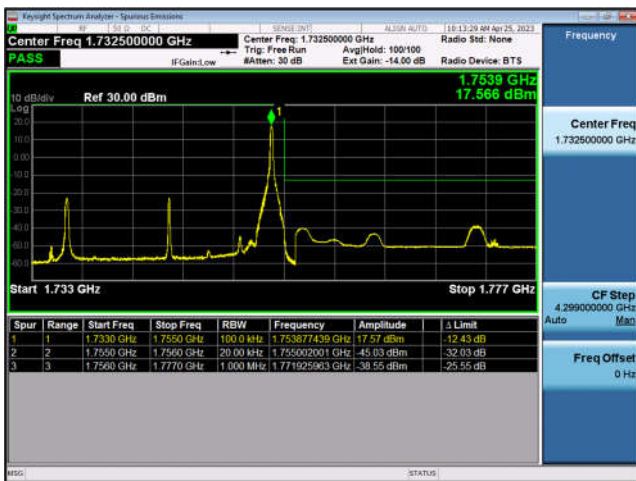 Keysight Spectrum Analyzer - Spurious Emissions
RF 50 Ω DC SENSE:INT ALIGN AUTO 10:13:29 AM Apr 25, 2023
Center Freq 1.732500000 GHz
Center Freq: 1.732500000 GHz
Radio Std: None
Trig: Free Run
Avg|Hold: 100/100
PASS
IFGain:Low
#Atten: 30 dB
Ext Gain: -14.00 dB
Radio Device: BTS
1.7539 GHz
17.566 dBm
10 dB/div Ref 30.00 dBm
Log
20.0
10.0
0.00
-10.0
-20.0
-30.0
-40.0
-50.0
-60.0
1
Start 1.733 GHz Stop 1.777 GHz
Spur Range Start Freq Stop Freq RBW Frequency Amplitude Δ Limit
1 1 1.7330 GHz 1.7550 GHz 100.0 kHz 1.753877439 GHz 17.57 dBm -12.43 dB
2 2 1.7550 GHz 1.7560 GHz 20.00 kHz 1.755002001 GHz -45.03 dBm -32.03 dB
3 3 1.7560 GHz 1.7770 GHz 1.000 MHz 1.771925963 GHz -38.55 dBm -25.55 dB
MSG STATUS
Frequency
Center Freq
1.732500000 GHz
CF Step
4.299000000 GHz
Auto Man
Freq Offset
0 Hz